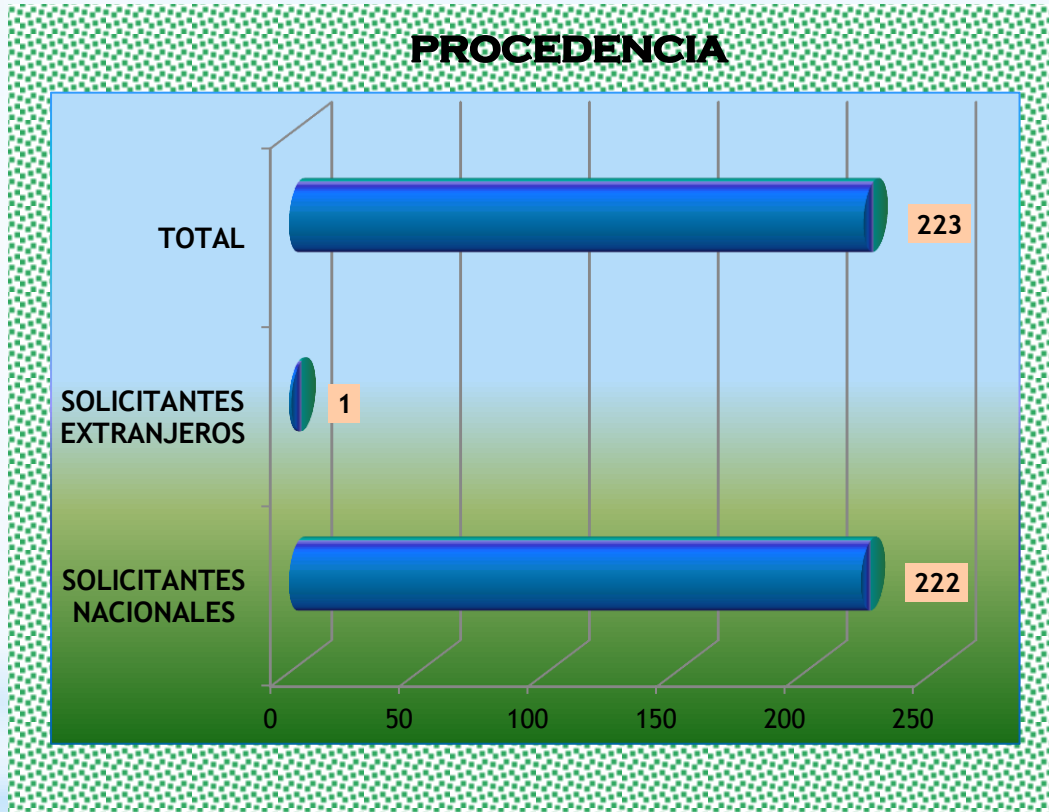 PROCEDENCIA
TOTAL
223
SOLICITANTES
EXTRANJEROS
1
SOLICITANTES
NACIONALES
222
0 50 100 150 200 250